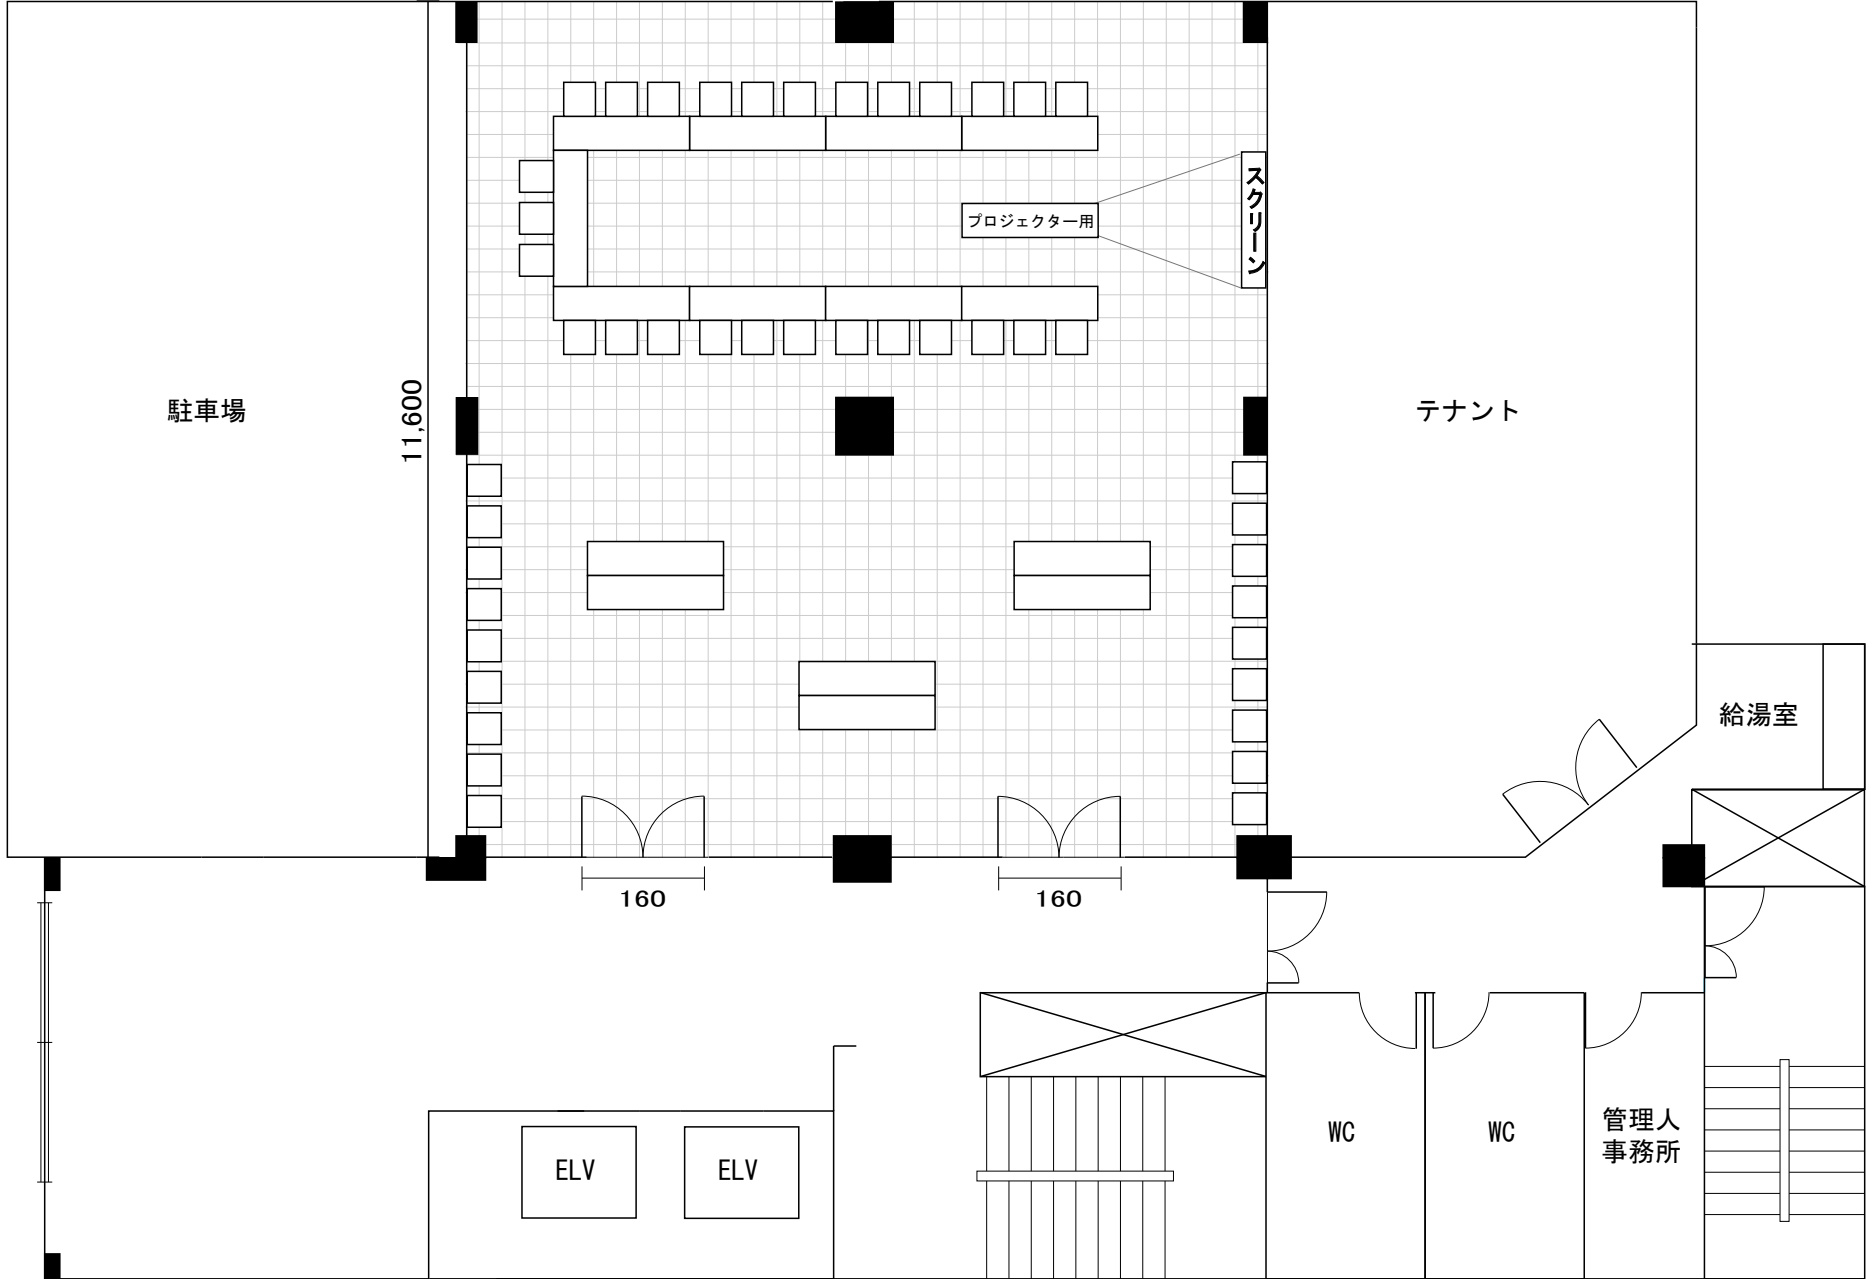 スクリーン
プロジェクター用
駐車場
11,600
テナント
給湯室
160
160
WC
WC
管理人
事務所
ELV
ELV